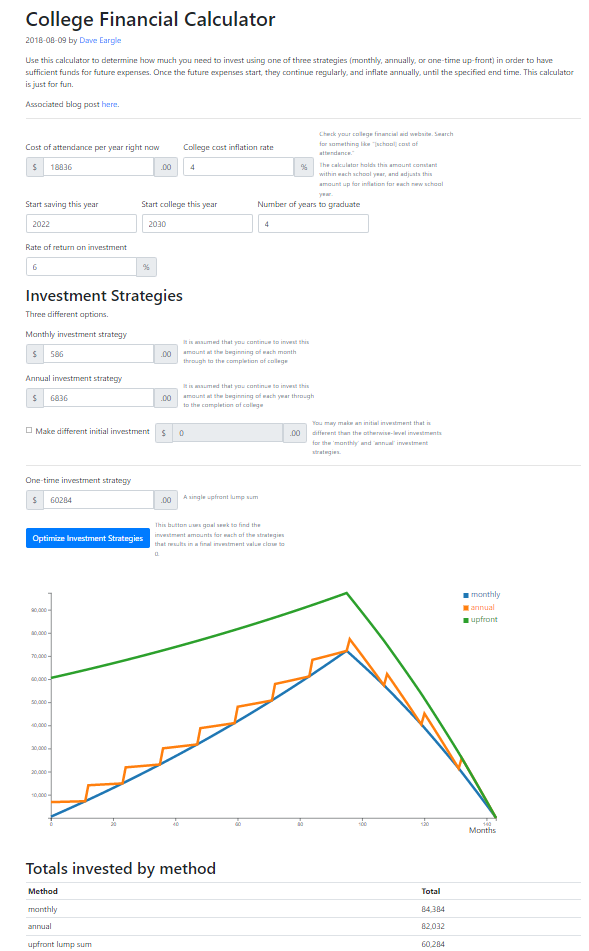 College Financial Calculator
2018-08-09 by Dave Eargle
Use this calculator to determine how much you need to invest using one of three strategies (monthly, annually, or one-time up-front) in order to have
sufficient funds for future expenses. Once the future expenses start, they continue regularly, and inflate annually, until the specified end time. This calculator
is just for fun.
Associated blog post here.
Cost of attendance per year right now
$ 18836 .00
College cost inflation rate
4 %
Check your college financial aid website. Search
for something like "[school] cost of
attendance."
The calculator holds this amount constant
within each school year, and adjusts this
amount up for inflation for each new school
year.
Start saving this year
2022
Start college this year
2030
Number of years to graduate
4
Rate of return on investment
6 %
Investment Strategies
Three different options.
Monthly investment strategy
$ 586 .00
It is assumed that you continue to invest this
amount at the beginning of each month
through to the completion of college
Annual investment strategy
$ 6836 .00
It is assumed that you continue to invest this
amount at the beginning of each year through
to the completion of college
Make different initial investment $ 0 .00
You may make an initial investment that is
different than the otherwise-level investments
for the 'monthly' and 'annual' investment
strategies.
One-time investment strategy
$ 60284 .00
A single upfront lump sum
Optimize Investment Strategies
This button uses goal seek to find the
investment amounts for each of the strategies
that results in a final investment value close to
0.
monthly
annual
upfront
90,000
80,000
70,000
60,000
50,000
40,000
30,000
20,000
10,000
0 20 40 60 80 100 120 140
Months
Totals invested by method
Method Total
monthly 84,384
annual 82,032
upfront lump sum 60,284